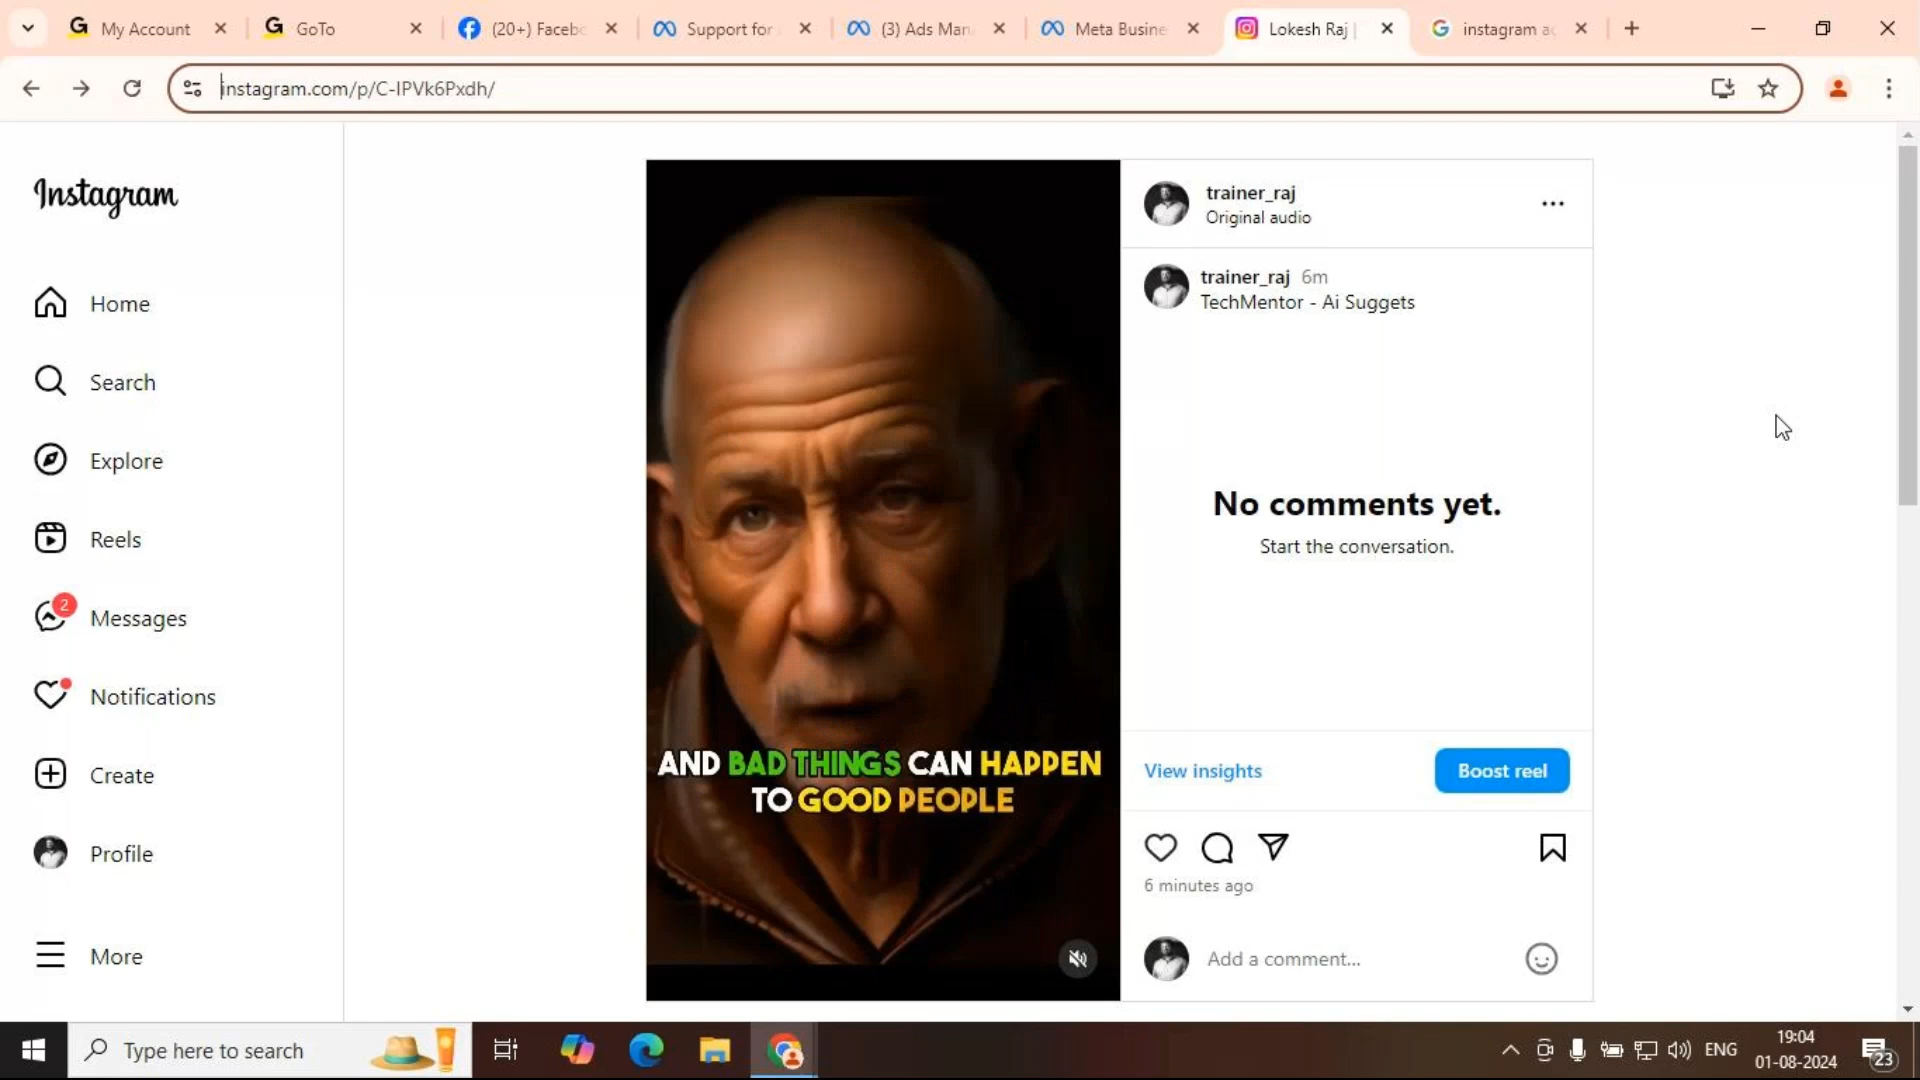 My Account
GoTo
(20+) Facebo
Support for
(3) Ads Man
Meta Busine
Lokesh Raj |
instagram ac
instagram.com/p/C-IPVk6Pxdh/
Instagram
Home
Search
Explore
Reels
2
Messages
Notifications
Create
Profile
More
AND BAD THINGS CAN HAPPEN
TO GOOD PEOPLE
trainer_raj
Original audio
trainer_raj 6m
TechMentor - Ai Suggets
No comments yet.
Start the conversation.
View insights
Boost reel
6 minutes ago
Add a comment...
Type here to search
ENG
19:04
01-08-2024
23